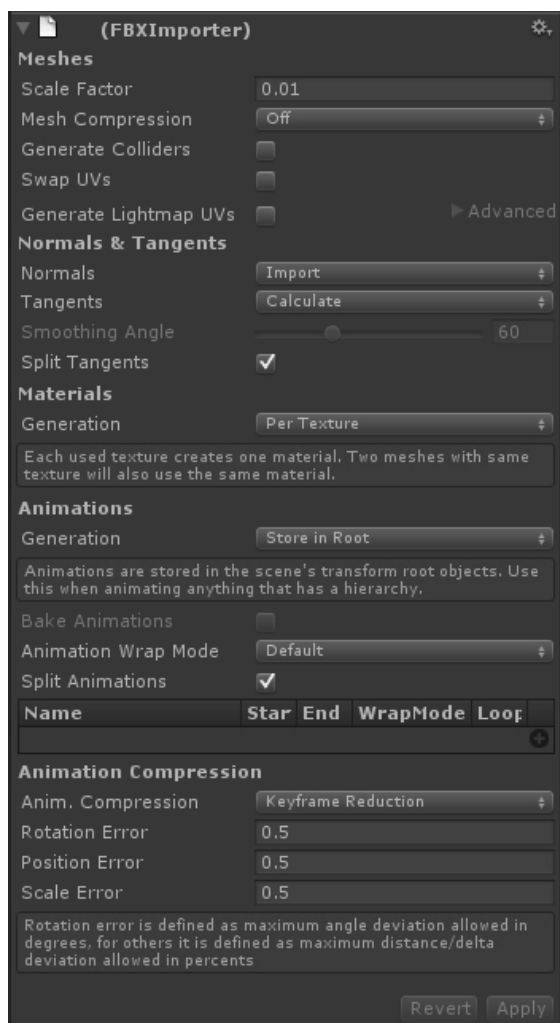 (FBXImporter)
Meshes
Scale Factor 0.01
Mesh Compression Off
Generate Colliders
Swap UVs
Generate Lightmap UVs Advanced
Normals & Tangents
Normals Import
Tangents Calculate
Smoothing Angle 60
Split Tangents
Materials
Generation Per Texture
Each used texture creates one material. Two meshes with same
texture will also use the same material.
Animations
Generation Store in Root
Animations are stored in the scene's transform root objects. Use
this when animating anything that has a hierarchy.
Bake Animations
Animation Wrap Mode Default
Split Animations
Name Star End WrapMode Loop
Animation Compression
Anim. Compression Keyframe Reduction
Rotation Error 0.5
Position Error 0.5
Scale Error 0.5
Rotation error is defined as maximum angle deviation allowed in
degrees, for others it is defined as maximum distance/delta
deviation allowed in percents
Revert Apply